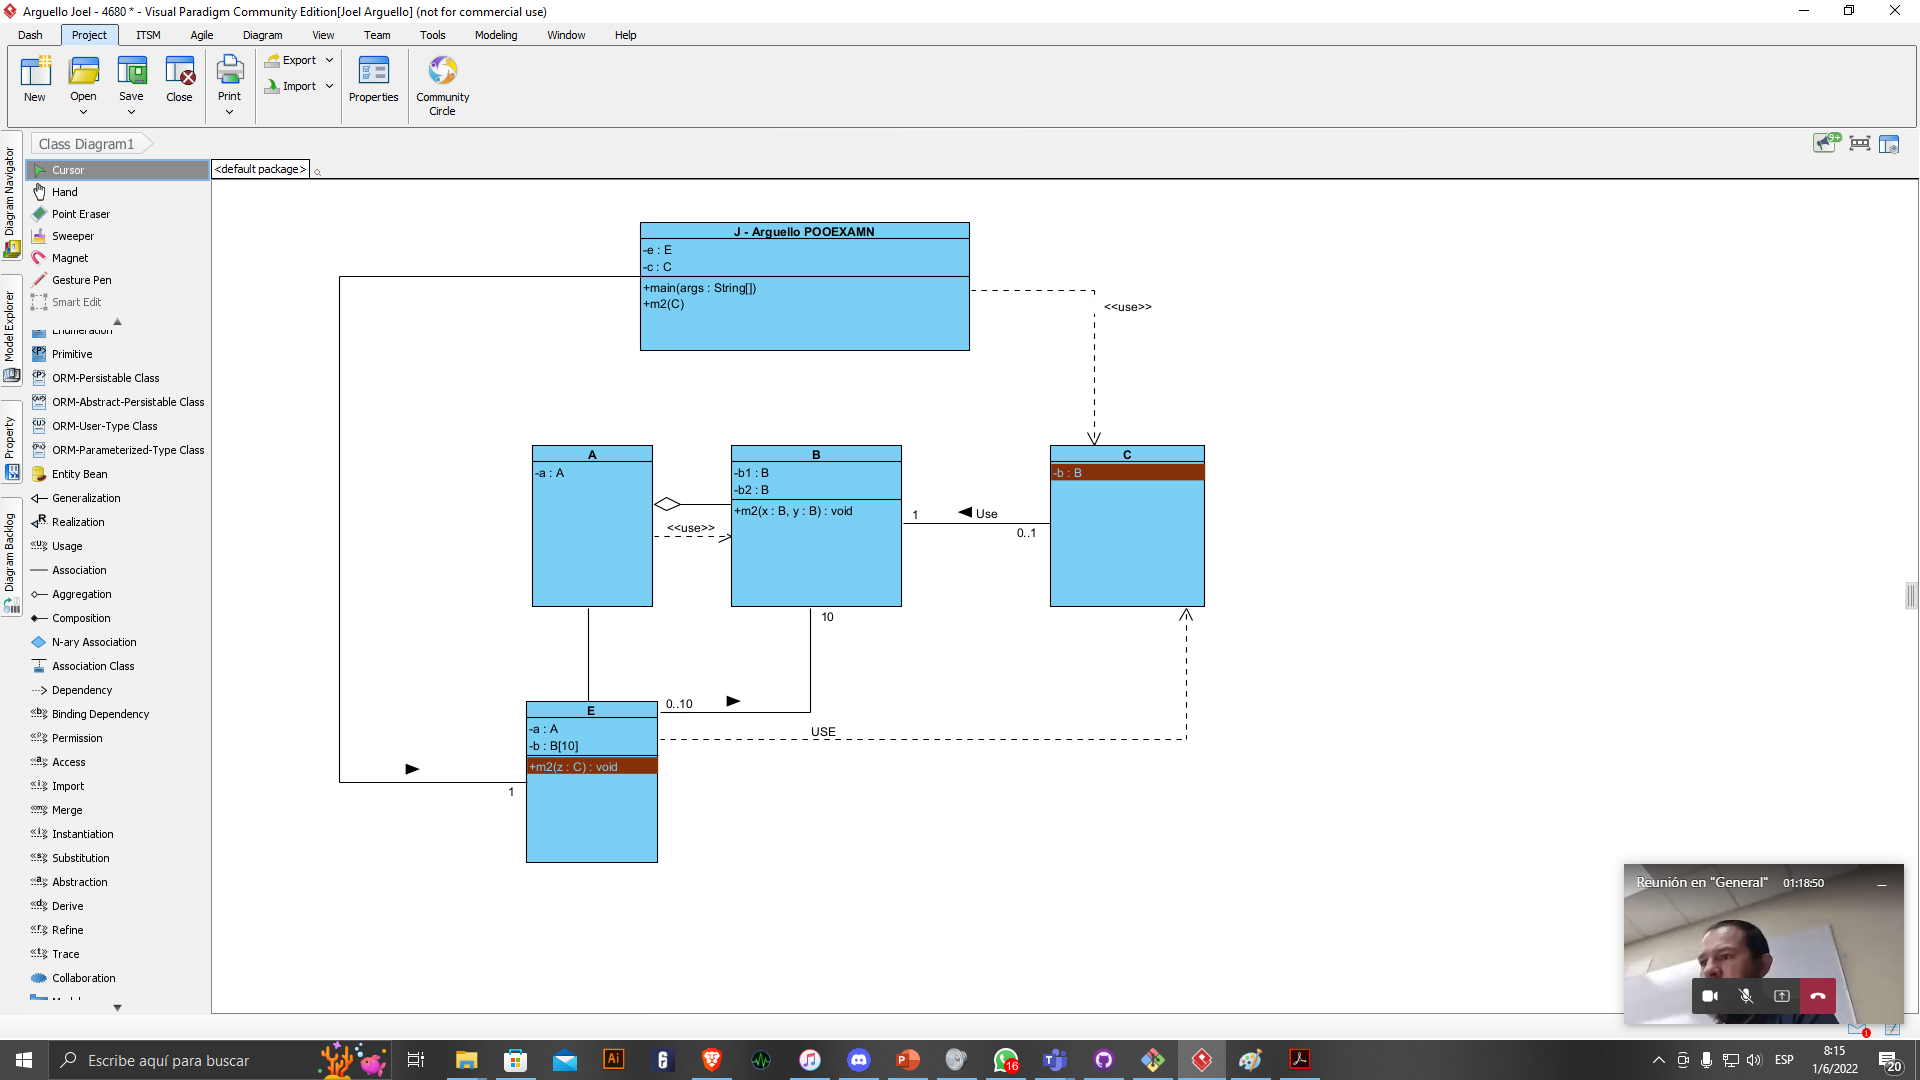 Arguello Joel - 4680 * - Visual Paradigm Community Edition[Joel Arguello] (not for commercial use)
Dash Project ITSM Agile Diagram View Team Tools Modeling Window Help
New Open Save Close Print Export Import Properties Community Circle
Class Diagram1
9+
Diagram Navigator
Model Explorer
Property
Diagram Backlog
Cursor
Hand
Point Eraser
Sweeper
Magnet
Gesture Pen
Smart Edit
Enumeration
Primitive
ORM-Persistable Class
ORM-Abstract-Persistable Class
ORM-User-Type Class
ORM-Parameterized-Type Class
Entity Bean
Generalization
Realization
Usage
Association
Aggregation
Composition
N-ary Association
Association Class
Dependency
Binding Dependency
Permission
Access
Import
Merge
Instantiation
Substitution
Abstraction
Derive
Refine
Trace
Collaboration
<default package>
J - Arguello POOEXAMN
-e : E
-c : C
+main(args : String[])
+m2(C)
<<use>>
A
-a : A
B
-b1 : B
-b2 : B
+m2(x : B, y : B) : void
<<use>>
C
-b : B
1
Use
0..1
10
E
-a : A
-b : B[10]
+m2(z : C) : void
0..10
USE
1
Reunión en "General" 01:18:50
1
Escribe aquí para buscar
Ai
16
ESP
8:15
1/6/2022
20